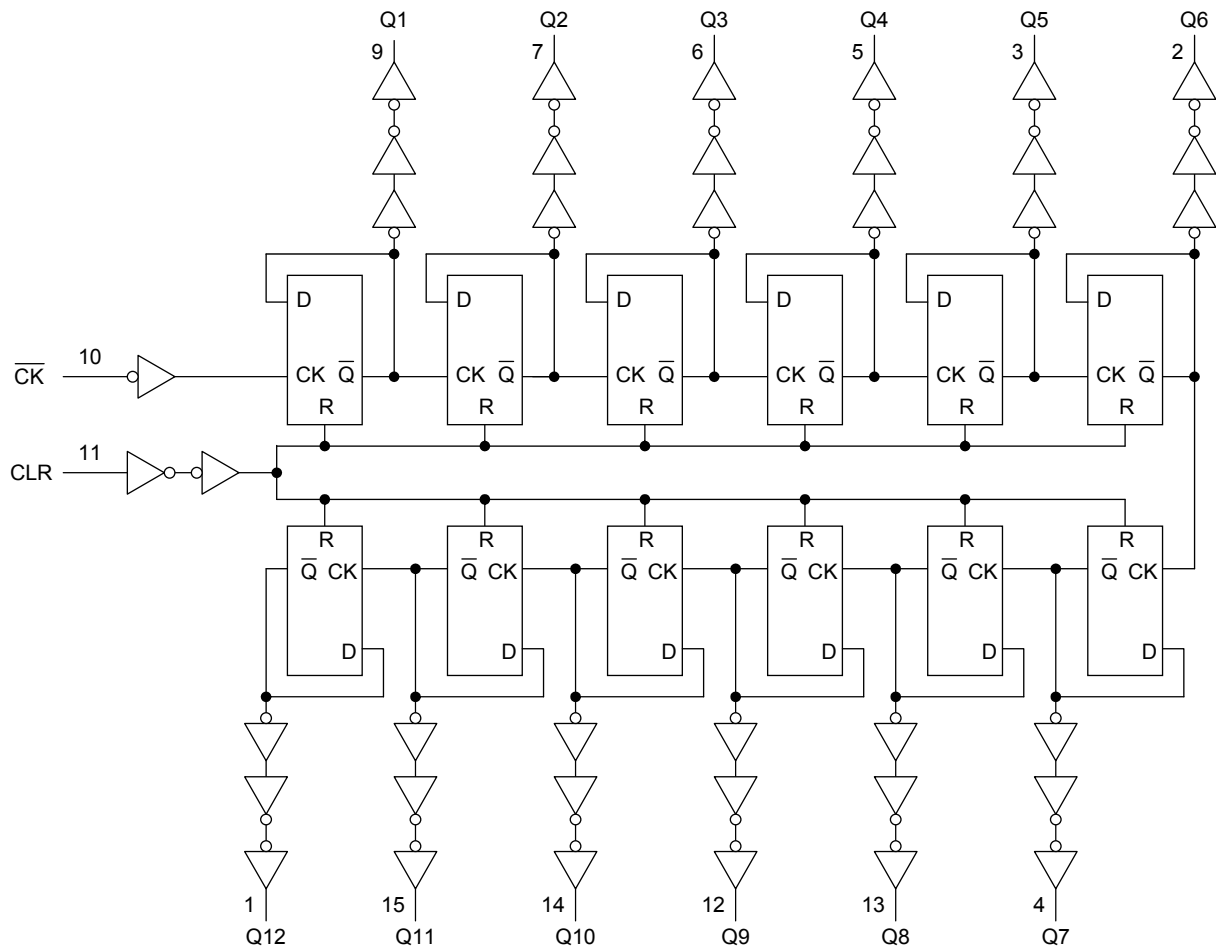 Q1 Q2 Q3 Q4 Q5 Q6
9 7 6 5 3 2
D D D D D D
C̅K̅ 10 CK Q̅ CK Q̅ CK Q̅ CK Q̅ CK Q̅ CK Q̅
R R R R R R
CLR 11
R R R R R R
Q̅ CK Q̅ CK Q̅ CK Q̅ CK Q̅ CK Q̅ CK
D D D D D D
1 15 14 12 13 4
Q12 Q11 Q10 Q9 Q8 Q7